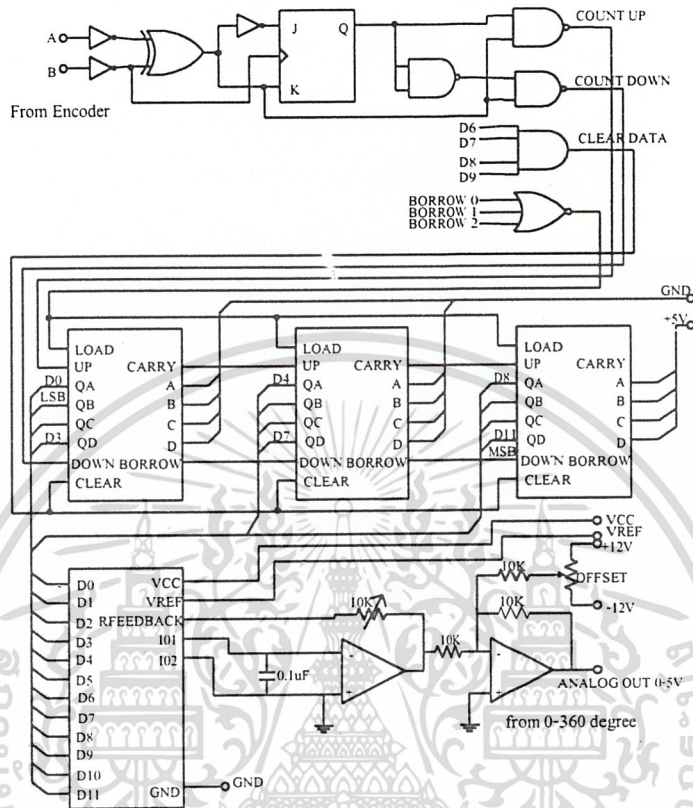 A
B
From Encoder
J
Q
K
COUNT UP
COUNT DOWN
D6
D7
D8
D9
CLEAR DATA
BORROW 0
BORROW 1
BORROW 2
GND
+5V
LOAD
UP
CARRY
D0
QA
A
LSB
QB
B
QC
C
D3
QD
D
DOWN BORROW
CLEAR
LOAD
UP
CARRY
D4
QA
A
QB
B
QC
C
D7
QD
D
DOWN BORROW
CLEAR
LOAD
UP
CARRY
D8
QA
A
QB
B
QC
C
D11
QD
D
MSB
DOWN BORROW
CLEAR
VCC
VREF
+12V
OFFSET
-12V
D0
D1
D2
D3
D4
D5
D6
D7
D8
D9
D10
D11
VCC
VREF
RFEEDBACK
IO1
IO2
GND
GND
10K
0.1uF
-
+
10K
10K
10K
-
+
ANALOG OUT 0-5V
from 0-360 degree